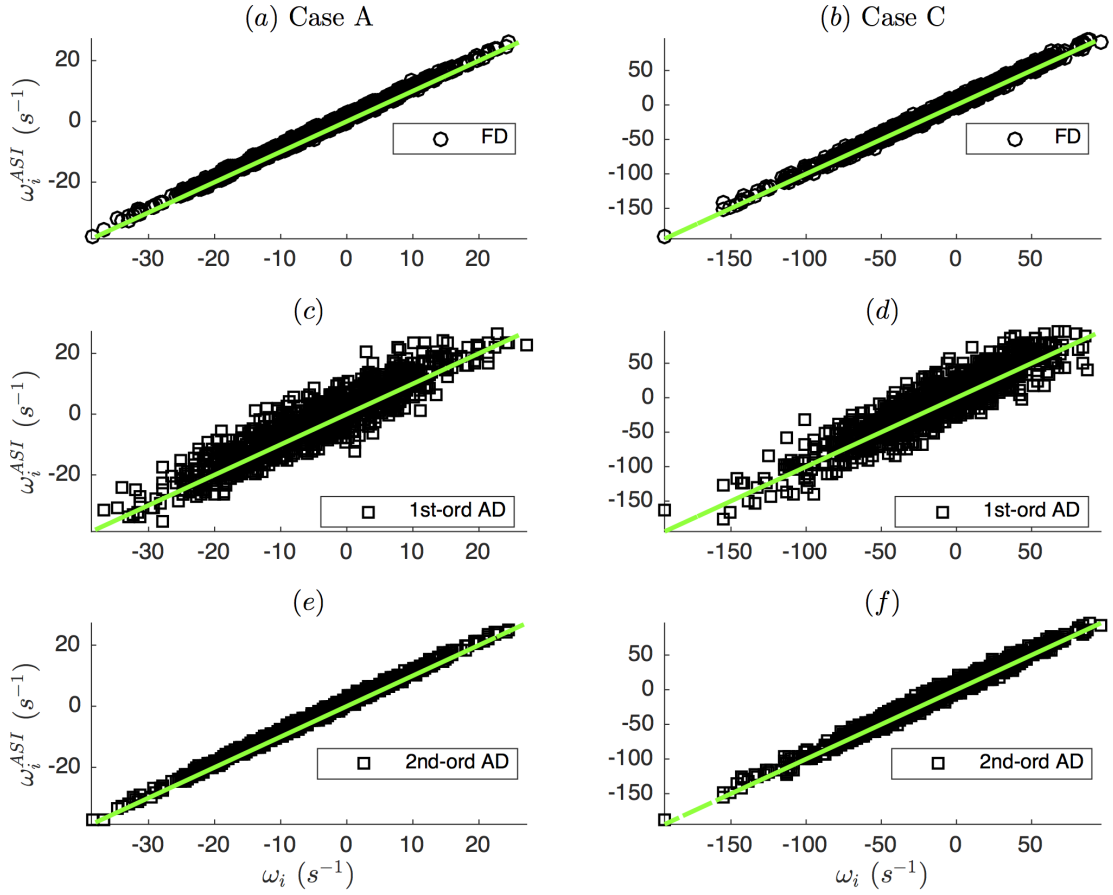 (a) Case A
(b) Case C
ω_i^{ASI} (s^{-1})
20
0
-20
FD
-30 -20 -10 0 10 20
50
0
-50
-100
-150
FD
-150 -100 -50 0 50
(c)
(d)
ω_i^{ASI} (s^{-1})
20
0
-20
1st-ord AD
-30 -20 -10 0 10 20
50
0
-50
-100
-150
1st-ord AD
-150 -100 -50 0 50
(e)
(f)
ω_i^{ASI} (s^{-1})
20
0
-20
2nd-ord AD
-30 -20 -10 0 10 20
ω_i (s^{-1})
50
0
-50
-100
-150
2nd-ord AD
-150 -100 -50 0 50
ω_i (s^{-1})